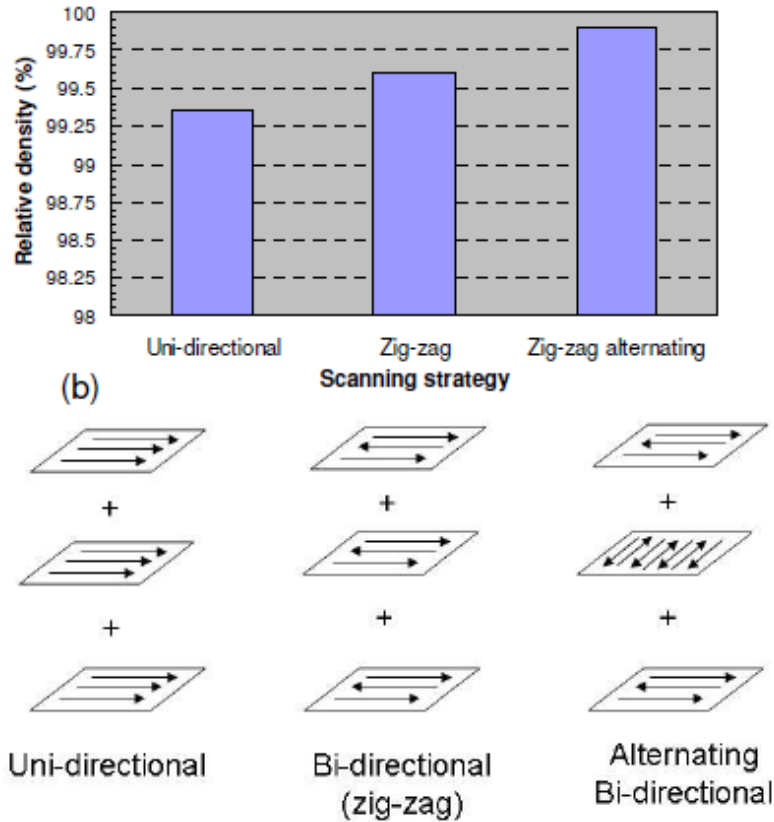 100
99.75
99.5
99.25
99
98.75
98.5
98.25
98
Relative density (%)
Uni-directional Zig-zag Zig-zag alternating
Scanning strategy
(b)
+ + +
+ + +
Uni-directional
Bi-directional
(zig-zag)
Alternating
Bi-directional